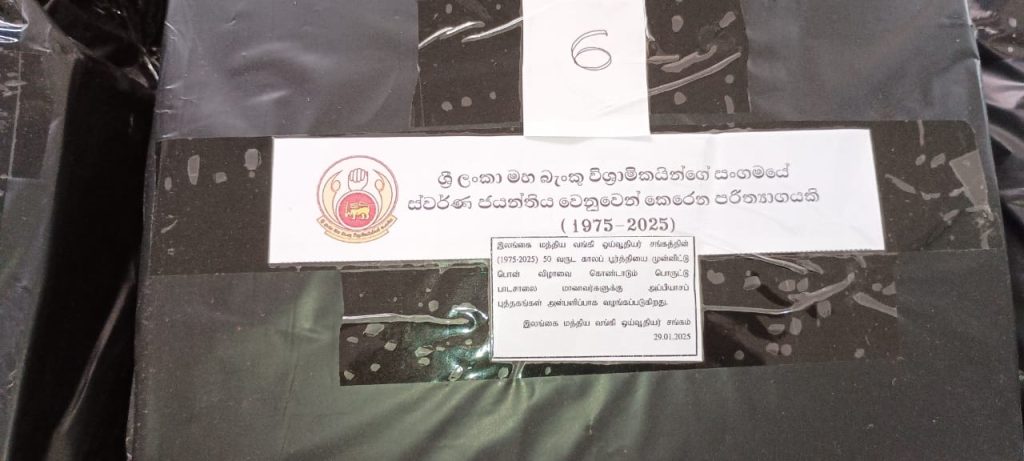 6
ශ්‍රී ලංකා මහ බැංකු විශ්‍රාමිකයින්ගේ සංගමයේ
ස්වර්ණ ජයන්තිය වෙනුවෙන් කෙරෙන පරිත්‍යාගයකි
(1975-2025)
இலங்கை மத்திய வங்கி ஓய்வூதியர் சங்கத்தின்
(1975-2025) 50 வருட காலப் பூர்த்தியை முன்னிட்டு
பொன் விழாவை கொண்டாடும் பொருட்டு
பாடசாலை மாணவர்களுக்கு அப்பியாசப்
புத்தகங்கள் அன்பளிப்பாக வழங்கப்படுகிறது.
இலங்கை மத்திய வங்கி ஓய்வூதியர் சங்கம்
29.01.2025